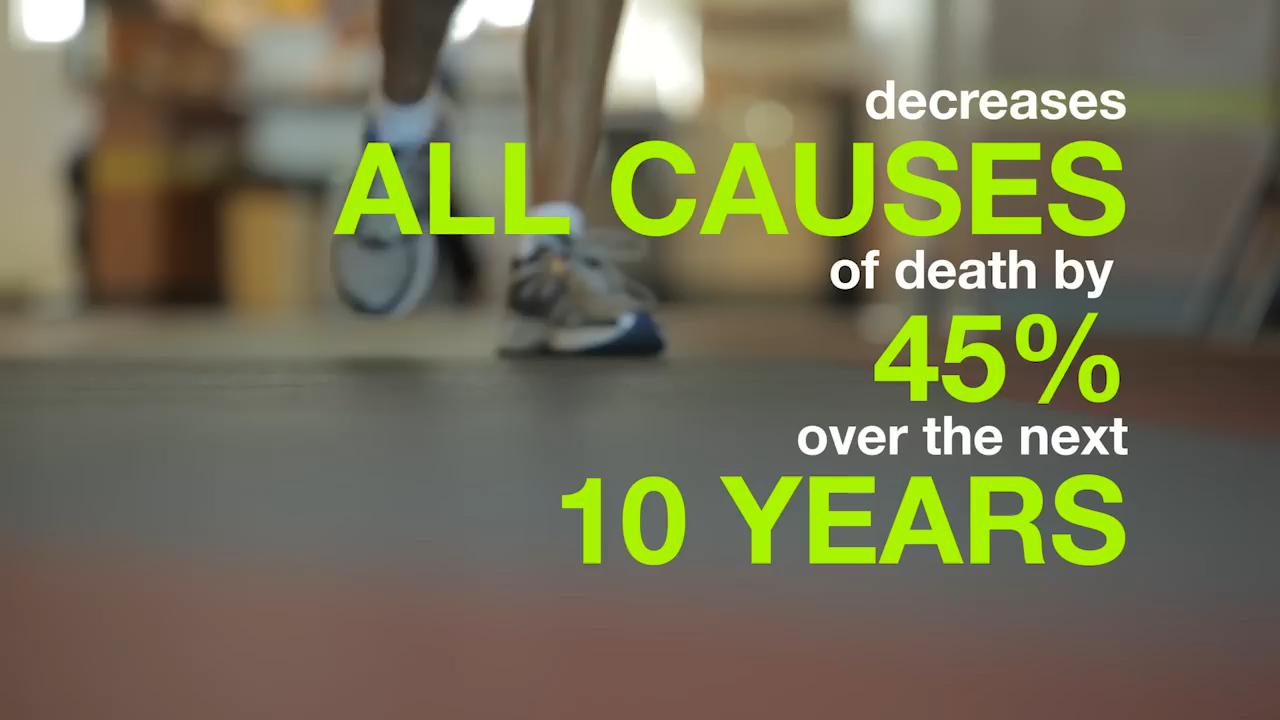 decreases
ALL CAUSES
of death by
45%
over the next
10 YEARS